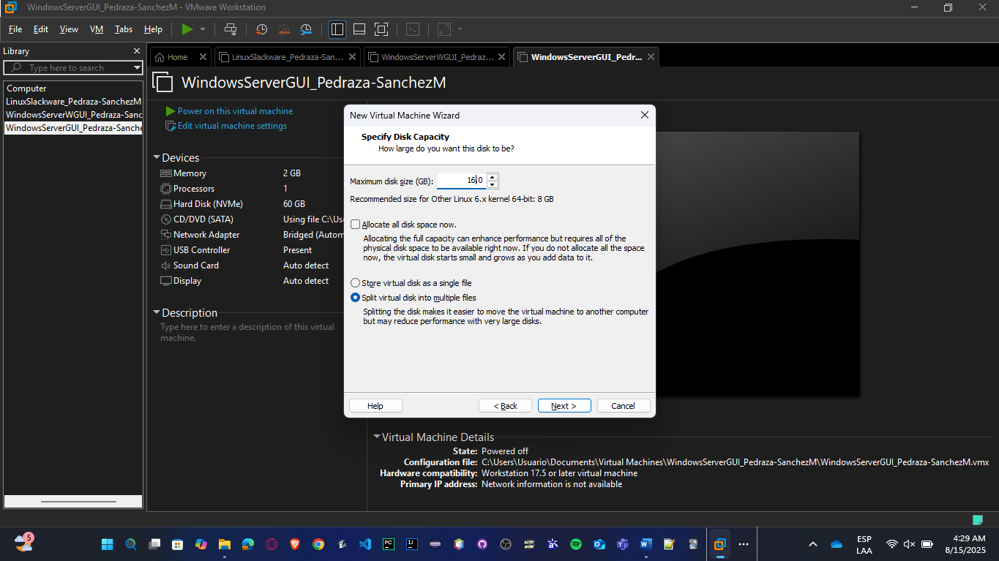 WindowsServerGUI_Pedraza-SanchezM - VMware Workstation
File Edit View VM Tabs Help
Library
Type here to search
Computer
LinuxSlackware_Pedraza-SanchezM
WindowsServerWGUI_Pedraza-Sanc
WindowsServerGUI_Pedraza-Sanche
Home LinuxSlackware_Pedraza-San... WindowsServerWGUI_Pedraz... WindowsServerGUI_Pedr...
WindowsServerGUI_Pedraza-SanchezM
Power on this virtual machine
Edit virtual machine settings
Devices
Memory 2 GB
Processors 1
Hard Disk (NVMe) 60 GB
CD/DVD (SATA) Using file C:\Us
Network Adapter Bridged (Autom
USB Controller Present
Sound Card Auto detect
Display Auto detect
Description
Type here to enter a description of this virtual
machine.
New Virtual Machine Wizard
Specify Disk Capacity
How large do you want this disk to be?
Maximum disk size (GB): 16.0
Recommended size for Other Linux 6.x kernel 64-bit: 8 GB
Allocate all disk space now.
Allocating the full capacity can enhance performance but requires all of the
physical disk space to be available right now. If you do not allocate all the space
now, the virtual disk starts small and grows as you add data to it.
Store virtual disk as a single file
Split virtual disk into multiple files
Splitting the disk makes it easier to move the virtual machine to another computer
but may reduce performance with very large disks.
Help < Back Next > Cancel
Virtual Machine Details
State: Powered off
Configuration file: C:\Users\Usuario\Documents\Virtual Machines\WindowsServerGUI_Pedraza-SanchezM\WindowsServerGUI_Pedraza-SanchezM.vmx
Hardware compatibility: Workstation 17.5 or later virtual machine
Primary IP address: Network information is not available
5
PC
IJ
ESP
LAA
4:29 AM
8/15/2025